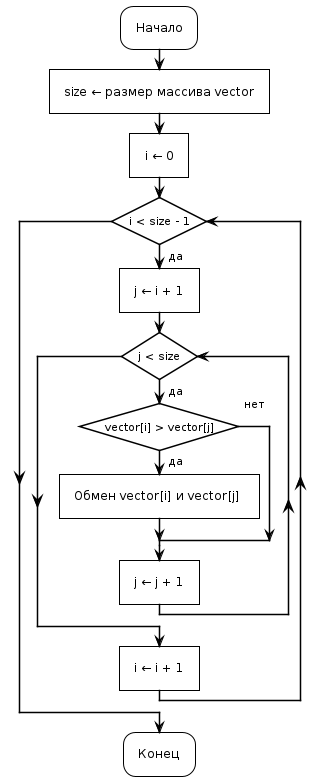 Начало
size ← размер массива vector
i ← 0
i < size - 1
да
j ← i + 1
j < size
да
нет
vector[i] > vector[j]
да
Обмен vector[i] и vector[j]
j ← j + 1
i ← i + 1
Конец